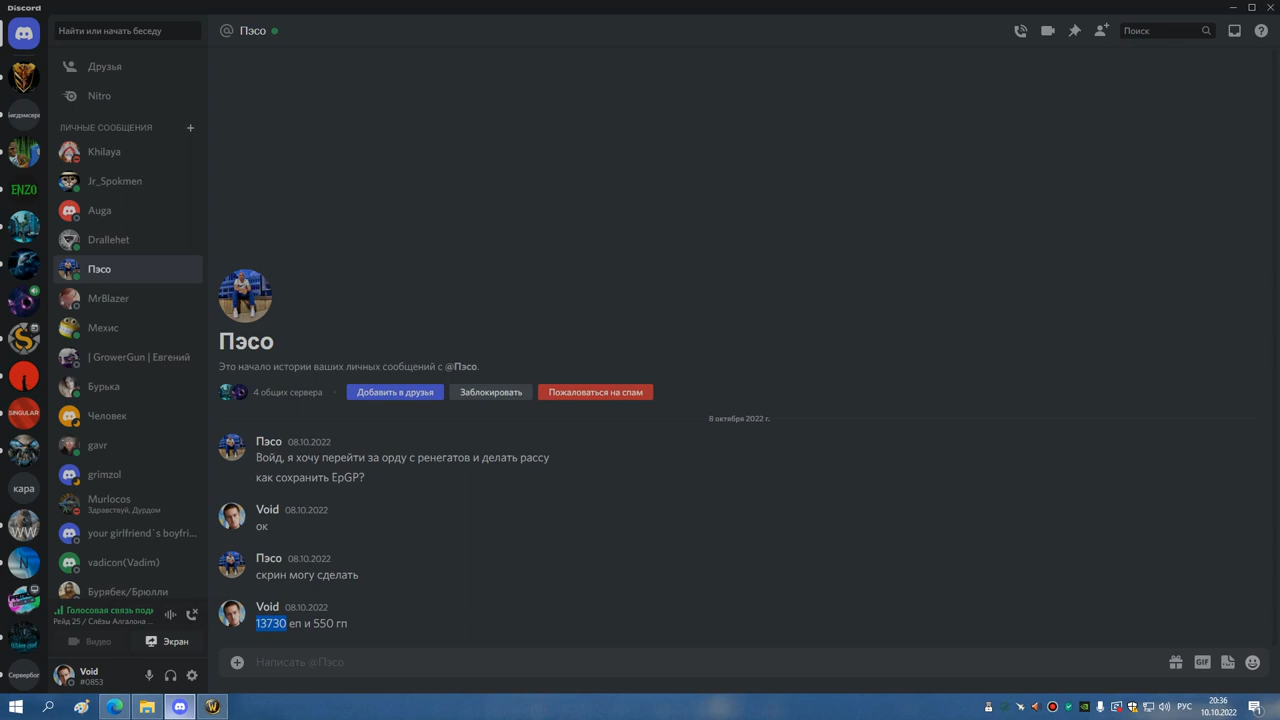 Discord
Найти или начать беседу
Пэсо
Поиск
Друзья
Nitro
ЛИЧНЫЕ СООБЩЕНИЯ
Khilaya
Jr_Spokmen
ENZO
Auga
Drallehet
Пэсо
MrBlazer
Мехис
| GrowerGun | Евгений
Бурька
SINGULAR
Человек
gavr
grimzol
кара
Murlocos
Здравствуй, Дурдом
WW
your girlfriend`s boyfri...
vadicon(Vadim)
Бурябек/Брюлли
Голосовая связь подк
Рейд 25 / Слёзы Алгалона ...
Видео
Экран
Сервербог
Void
#0853
Пэсо
Это начало истории ваших личных сообщений с @Пэсо.
4 общих сервера
Добавить в друзья
Заблокировать
Пожаловаться на спам
8 октября 2022 г.
Пэсо 08.10.2022
Войд, я хочу перейти за орду с ренегатов и делать рассу
как сохранить EpGP?
Void 08.10.2022
ок
Пэсо 08.10.2022
скрин могу сделать
Void 08.10.2022
13730 еп и 550 гп
Написать @Пэсо
GIF
РУС
20:36
10.10.2022